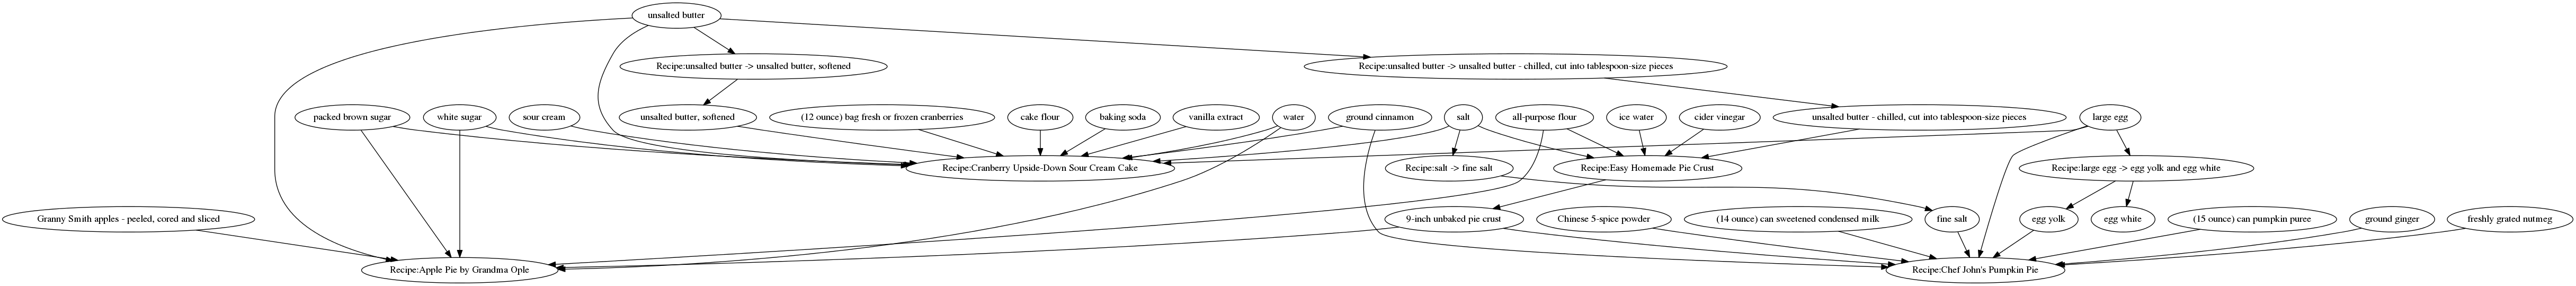 unsalted butter
Recipe:unsalted butter -> unsalted butter, softened
Recipe:unsalted butter -> unsalted butter - chilled, cut into tablespoon-size pieces
packed brown sugar
white sugar
sour cream
unsalted butter, softened
(12 ounce) bag fresh or frozen cranberries
cake flour
baking soda
vanilla extract
water
ground cinnamon
salt
all-purpose flour
ice water
cider vinegar
unsalted butter - chilled, cut into tablespoon-size pieces
large egg
Recipe:Cranberry Upside-Down Sour Cream Cake
Recipe:salt -> fine salt
Recipe:Easy Homemade Pie Crust
Recipe:large egg -> egg yolk and egg white
Granny Smith apples - peeled, cored and sliced
9-inch unbaked pie crust
Chinese 5-spice powder
(14 ounce) can sweetened condensed milk
fine salt
egg yolk
egg white
(15 ounce) can pumpkin puree
ground ginger
freshly grated nutmeg
Recipe:Apple Pie by Grandma Ople
Recipe:Chef John's Pumpkin Pie